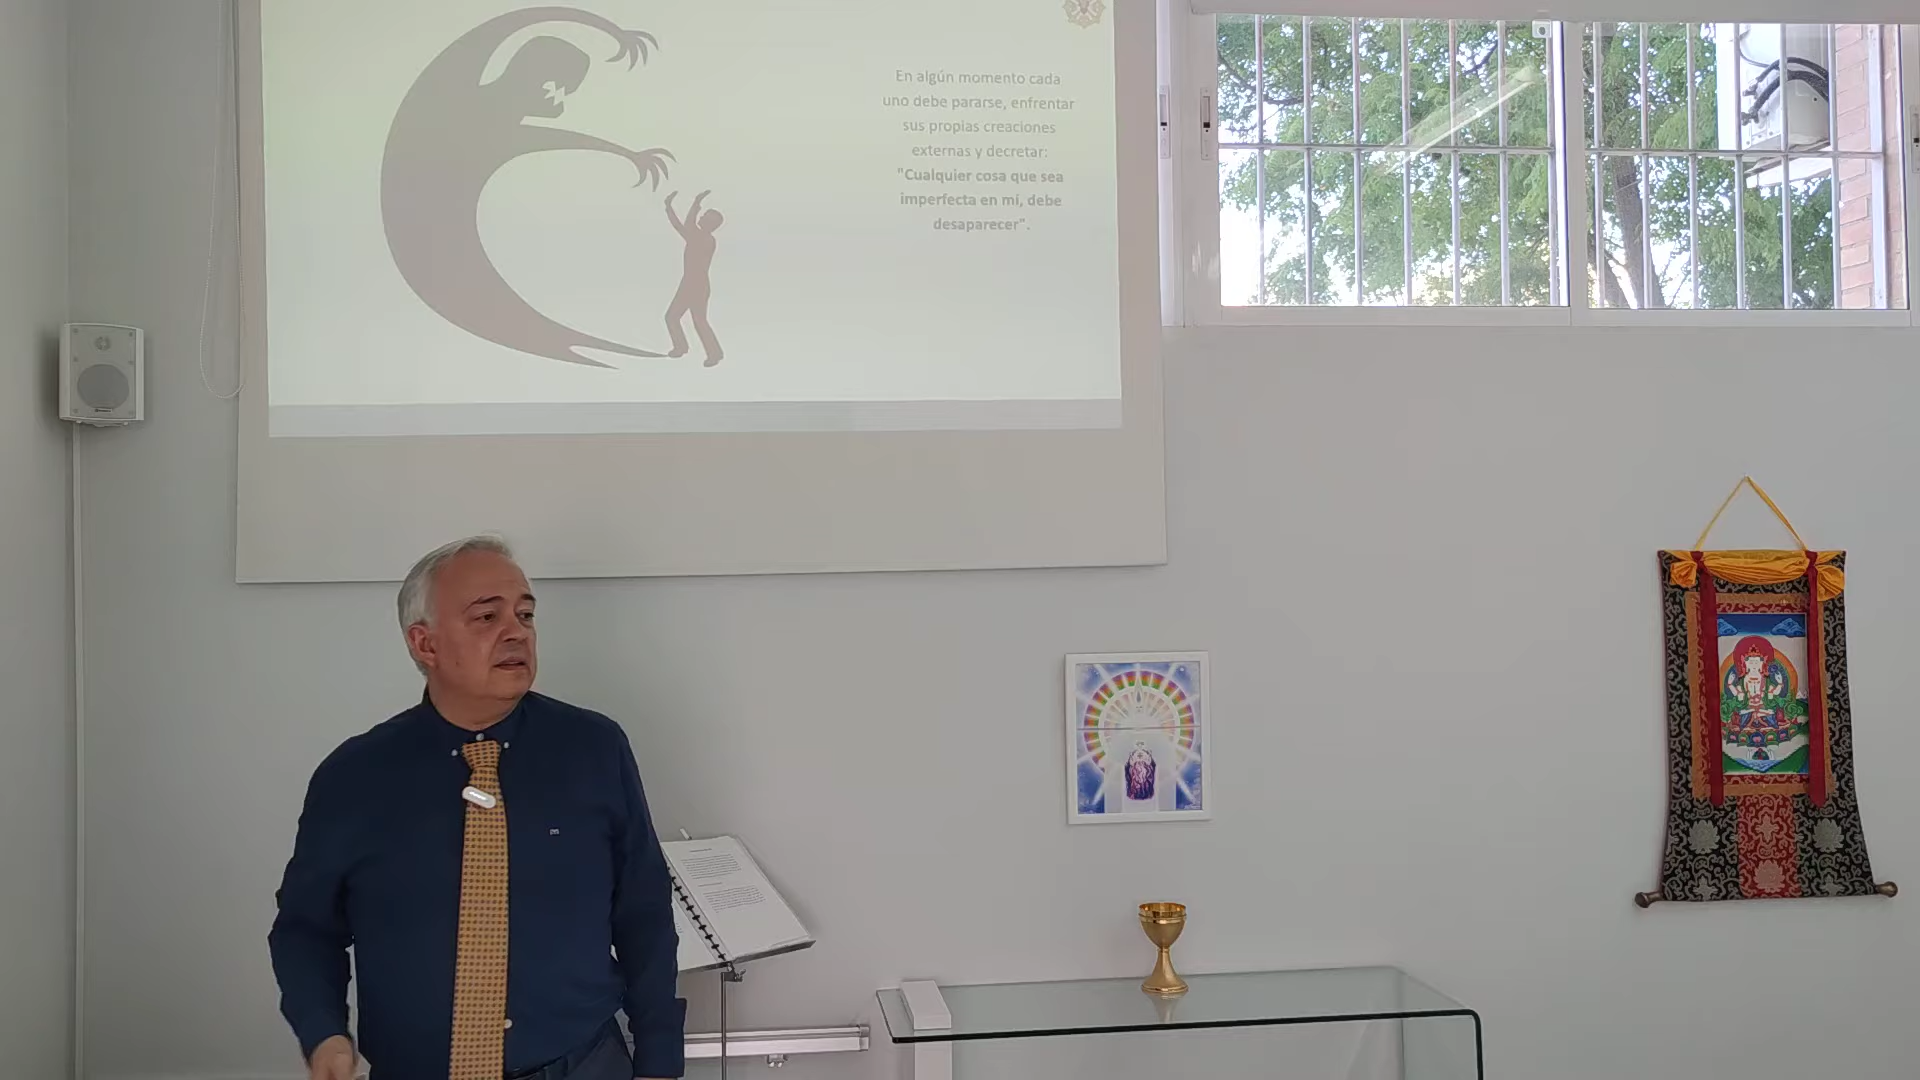 En algún momento cada
uno debe pararse, enfrentar
sus propias creaciones
externas y decretar:
"Cualquier cosa que sea
imperfecta en mi, debe
desaparecer".